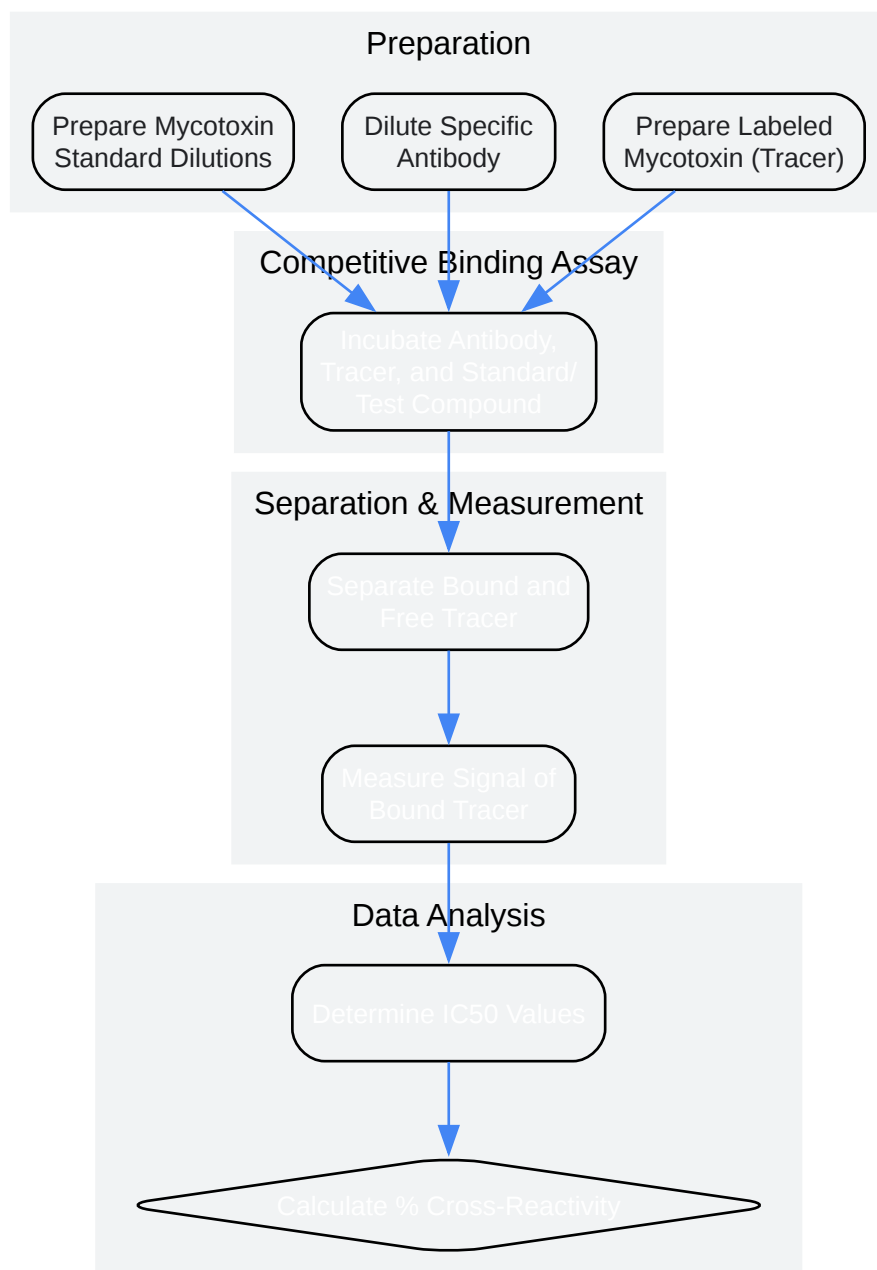 Preparation
Prepare Mycotoxin
Standard Dilutions
Dilute Specific
Antibody
Prepare Labeled
Mycotoxin (Tracer)
Competitive Binding Assay
Incubate Antibody,
Tracer, and Standard/
Test Compound
Separation & Measurement
Separate Bound and
Free Tracer
Measure Signal of
Bound Tracer
Data Analysis
Determine IC50 Values
Calculate % Cross-Reactivity